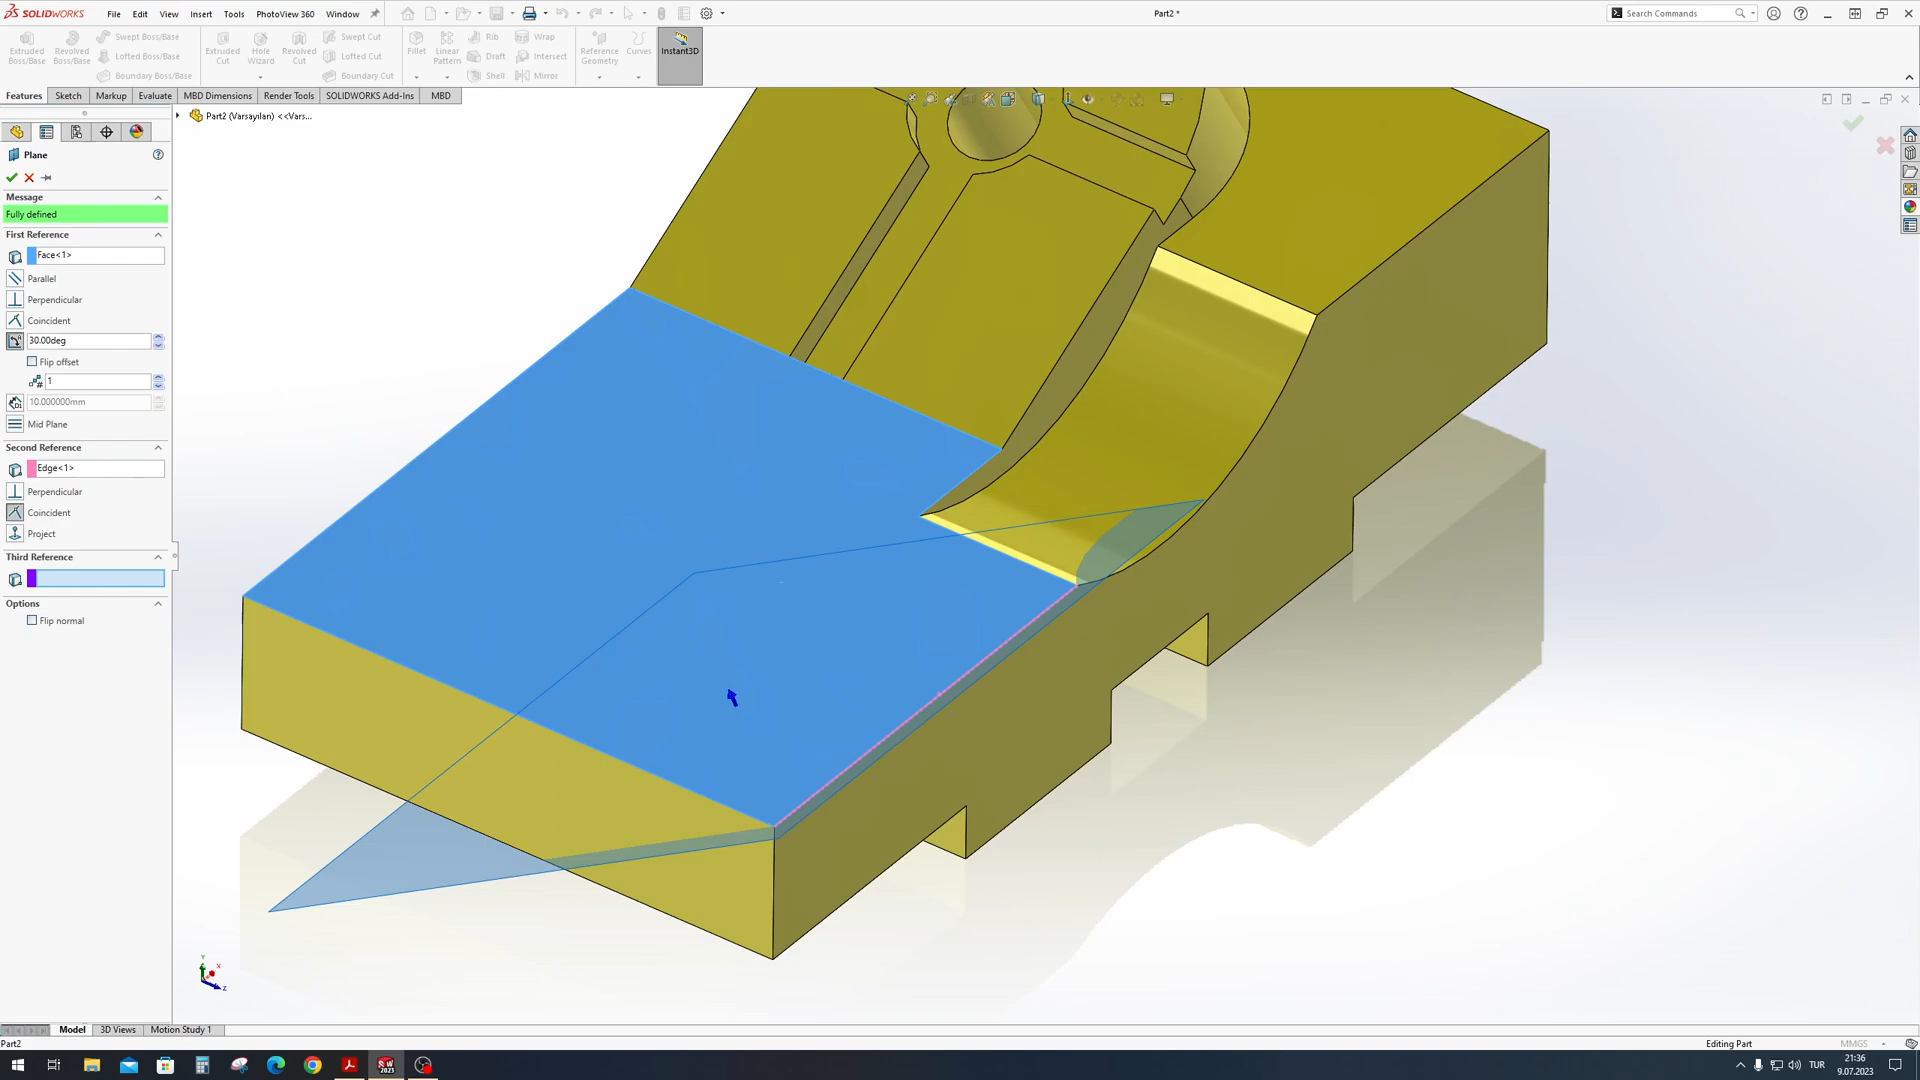 SOLIDWORKS File Edit View Insert Tools PhotoView 360 Window Part2 * Search Commands
Extruded Boss/Base Revolved Boss/Base Swept Boss/Base Lofted Boss/Base Boundary Boss/Base Extruded Cut Hole Wizard Revolved Cut Swept Cut Lofted Cut Boundary Cut Fillet Linear Pattern Rib Draft Shell Wrap Intersect Mirror Reference Geometry Curves Instant3D
Features Sketch Markup Evaluate MBD Dimensions Render Tools SOLIDWORKS Add-Ins MBD
Part2 (Varsayılan) <<Vars...
Plane
Message
Fully defined
First Reference
Face<1>
Parallel
Perpendicular
Coincident
30.00deg
Flip offset
1
10.000000mm
Mid Plane
Second Reference
Edge<1>
Perpendicular
Coincident
Project
Third Reference
Options
Flip normal
Y
X
Z
Model 3D Views Motion Study 1
Part2 Editing Part MMGS
SW 2023 TUR 21:36
9.07.2023